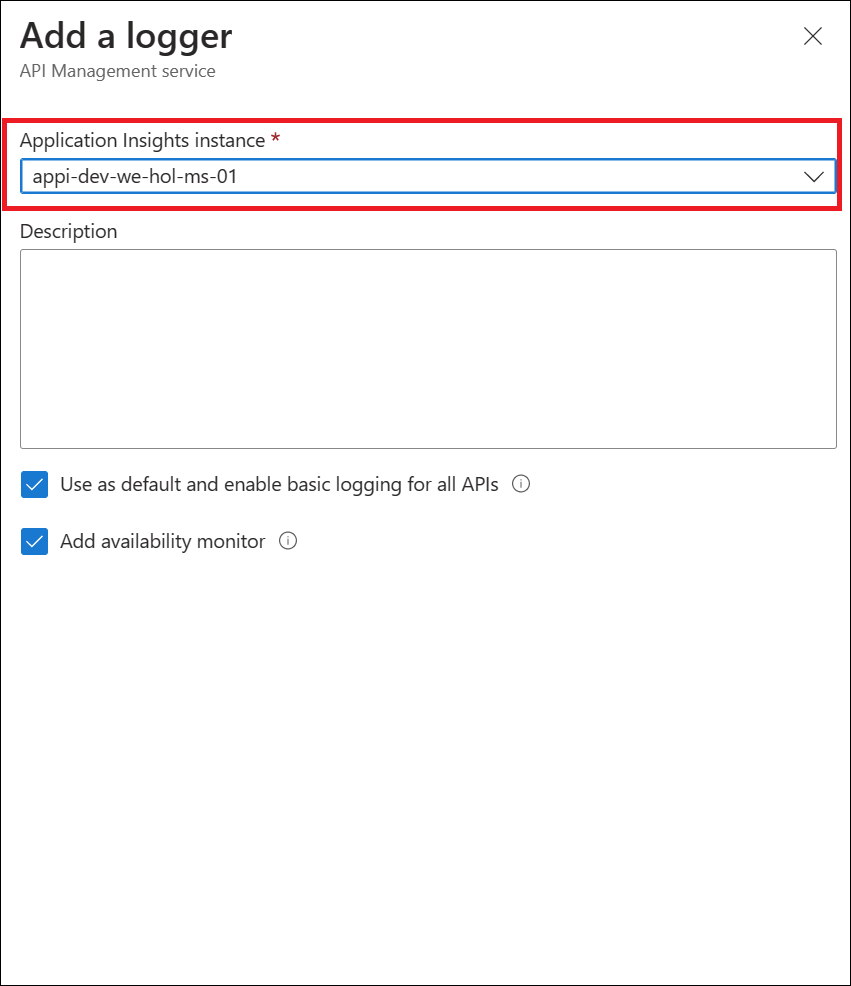 Add a logger
API Management service
Application Insights instance *
appi-dev-we-hol-ms-01
Description
Use as default and enable basic logging for all APIs
Add availability monitor